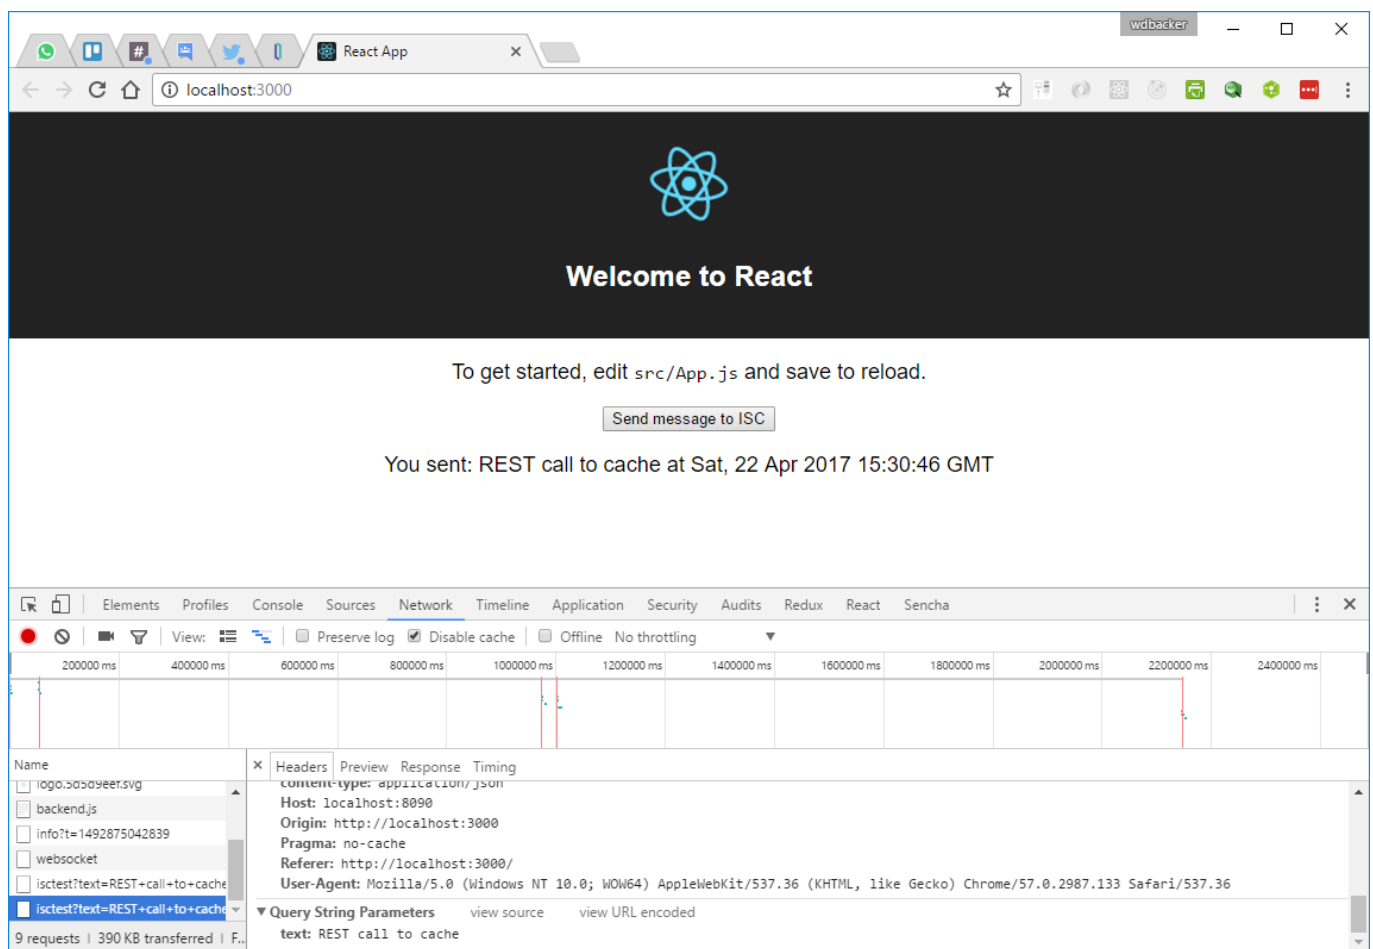 wdbacker
React App
localhost:3000
Welcome to React
To get started, edit src/App.js and save to reload.
Send message to ISC
You sent: REST call to cache at Sat, 22 Apr 2017 15:30:46 GMT
Elements Profiles Console Sources Network Timeline Application Security Audits Redux React Sencha
View: Preserve log Disable cache Offline No throttling
200000 ms 400000 ms 600000 ms 800000 ms 1000000 ms 1200000 ms 1400000 ms 1600000 ms 1800000 ms 2000000 ms 2200000 ms 2400000 ms
Name
Headers Preview Response Timing
logo.5d5d9eef.svg
content-type: application/json
backend.js
Host: localhost:8090
Origin: http://localhost:3000
info?t=1492875042839
Pragma: no-cache
websocket
Referer: http://localhost:3000/
isctest?text=REST+call+to+cache
User-Agent: Mozilla/5.0 (Windows NT 10.0; WOW64) AppleWebKit/537.36 (KHTML, like Gecko) Chrome/57.0.2987.133 Safari/537.36
isctest?text=REST+call+to+cache
Query String Parameters view source view URL encoded
9 requests | 390 KB transferred | F...
text: REST call to cache